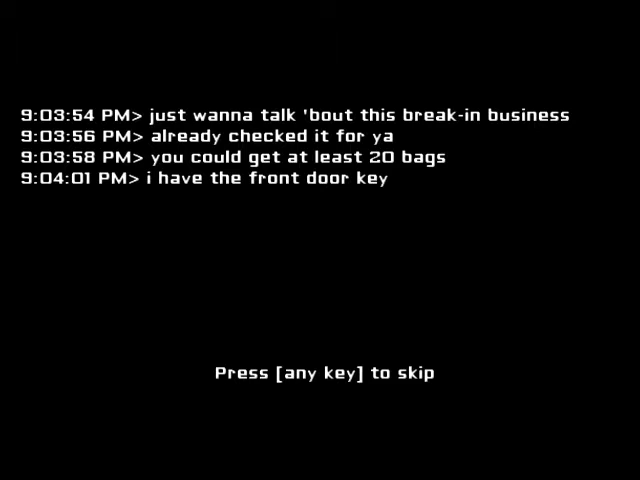 9:03:54 PM> just wanna talk 'bout this break-in business
9:03:56 PM> already checked it for ya
9:03:58 PM> you could get at least 20 bags
9:04:01 PM> i have the front door key
Press [any key] to skip